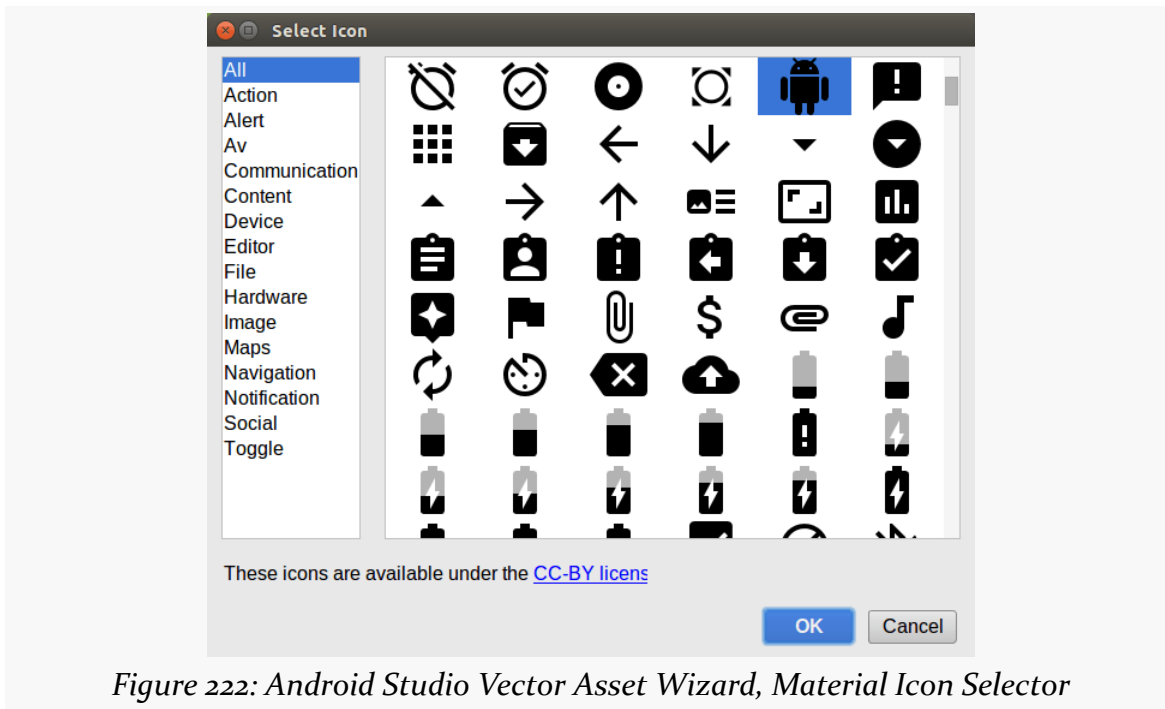 Select Icon
All
Action
Alert
Av
Communication
Content
Device
Editor
File
Hardware
Image
Maps
Navigation
Notification
Social
Toggle
These icons are available under the CC-BY licens
OK
Cancel
Figure 222: Android Studio Vector Asset Wizard, Material Icon Selector